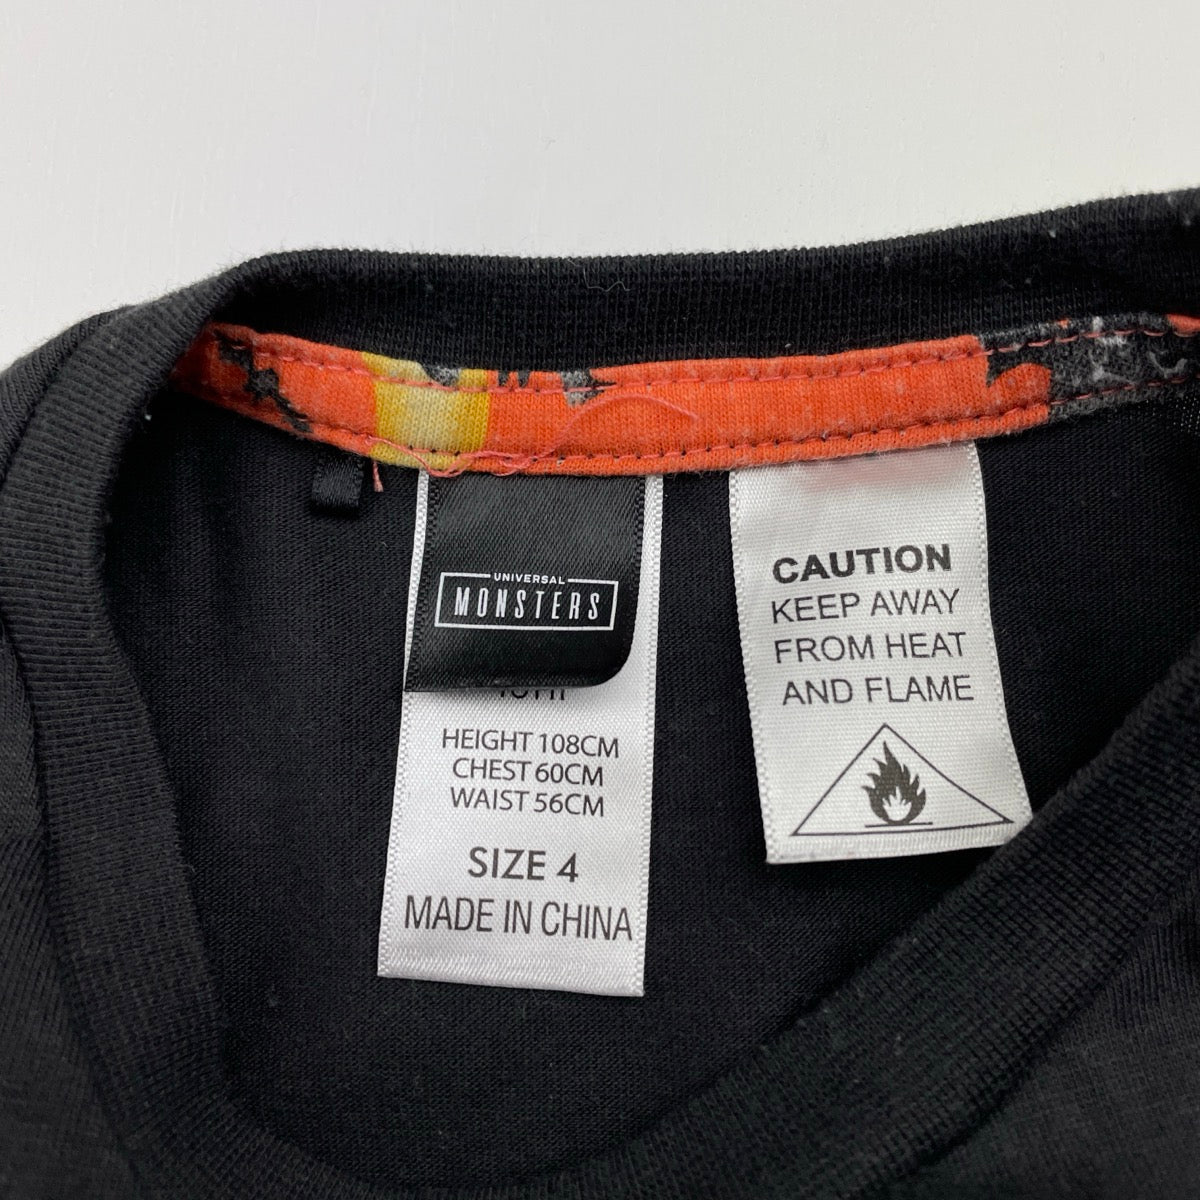 UNIVERSAL
MONSTERS
HEIGHT 108CM
CHEST 60CM
WAIST 56CM
SIZE 4
MADE IN CHINA
CAUTION
KEEP AWAY
FROM HEAT
AND FLAME